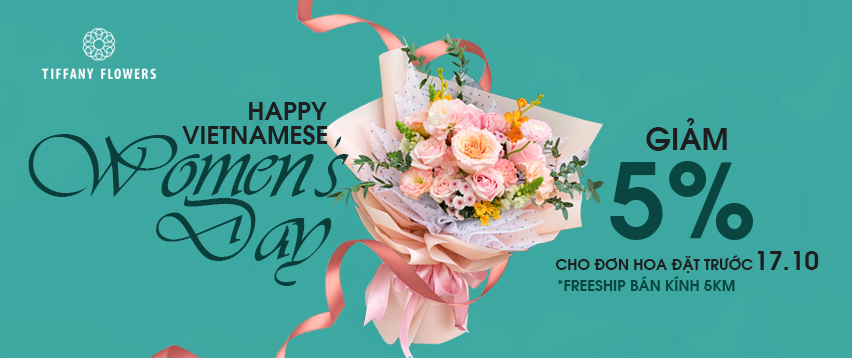 TIFFANY FLOWERS
HAPPY
VIETNAMESE
Women's
Day
GIẢM
5%
CHO ĐƠN HOA ĐẶT TRƯỚC 17.10
*FREESHIP BÁN KÍNH 5KM